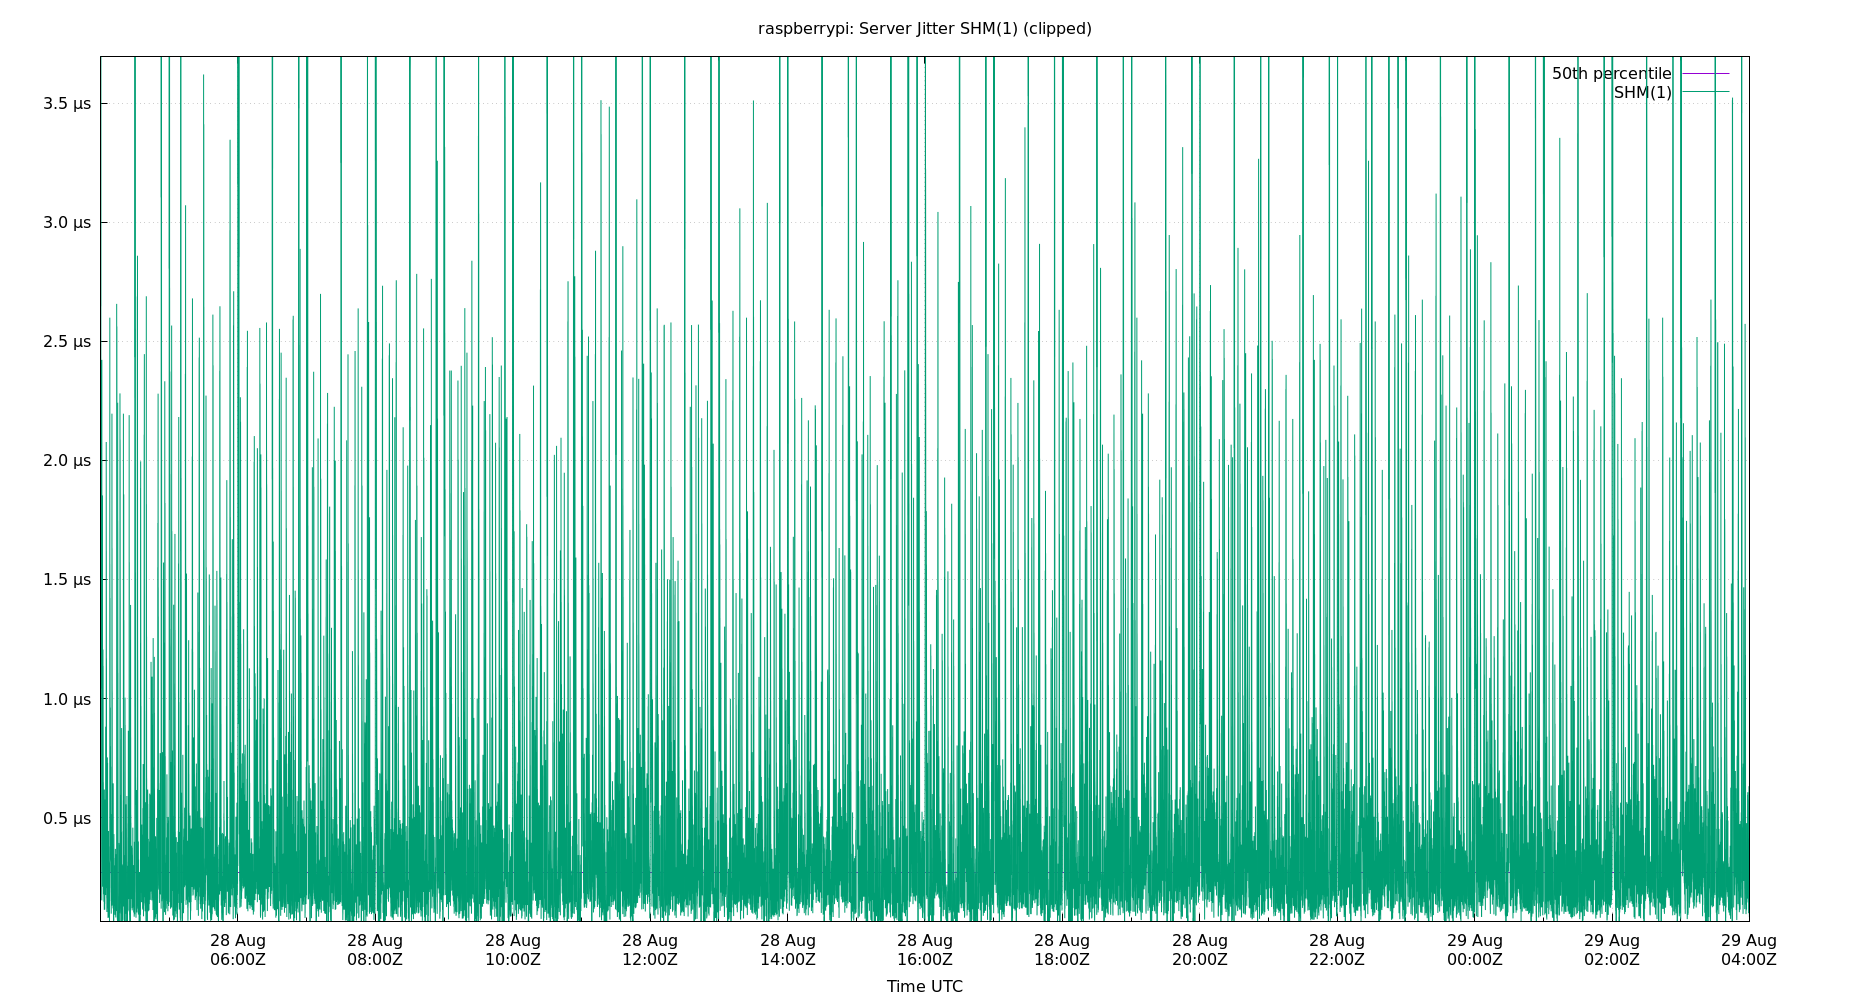 raspberrypi: Server Jitter SHM(1) (clipped)
50th percentile
SHM(1)
3.5 µs
3.0 µs
2.5 µs
2.0 µs
1.5 µs
1.0 µs
0.5 µs
28 Aug 28 Aug 28 Aug 28 Aug 28 Aug 28 Aug 28 Aug 28 Aug 28 Aug 29 Aug 29 Aug 29 Aug
06:00Z 08:00Z 10:00Z 12:00Z 14:00Z 16:00Z 18:00Z 20:00Z 22:00Z 00:00Z 02:00Z 04:00Z
Time UTC